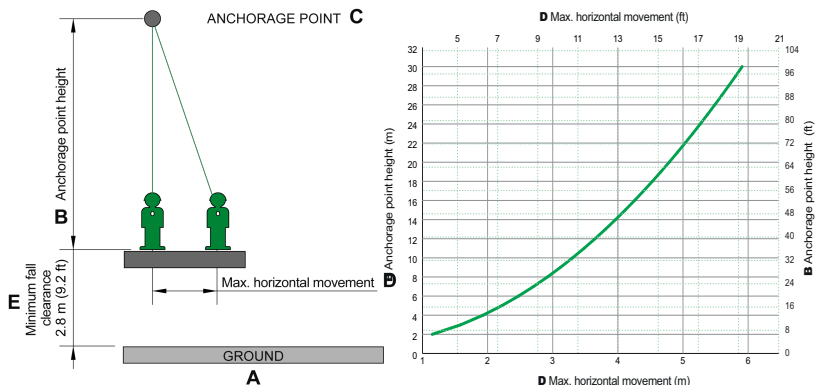 ANCHORAGE POINT C
Anchorage point height
B
Max. horizontal movement D
E
Minimum fall
clearance
2.8 m (9.2 ft)
GROUND
A
D Max. horizontal movement (ft)
5 7 9 11 13 15 17 19 21
32 104
30 96
28 88
26
24 80
22 72
20 64
18 56
16 48
14 40
12 32
10 24
8 16
6 8
4 0
2
0
1 2 3 4 5 6
Anchorage point height (m)
B Anchorage point height (ft)
D Max. horizontal movement (m)